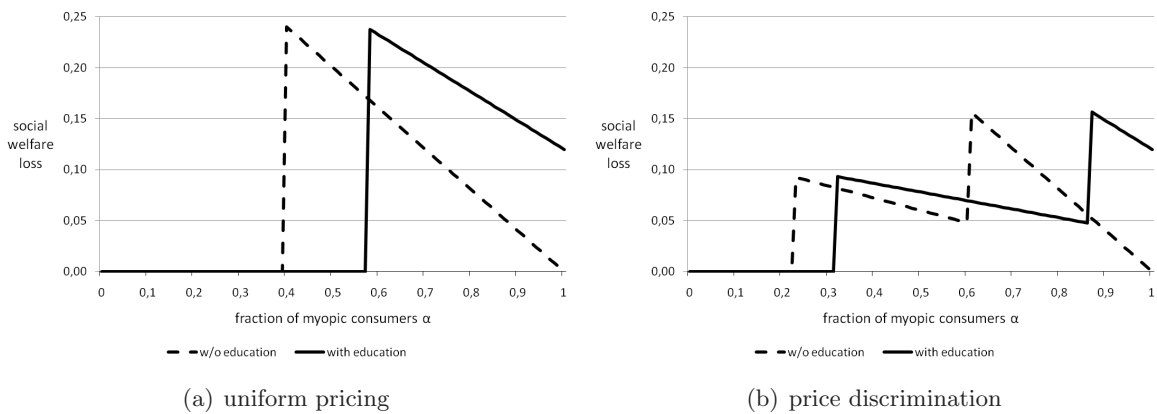 0,25
0,20
0,15
0,10
0,05
0,00
social
welfare
loss
0 0,1 0,2 0,3 0,4 0,5 0,6 0,7 0,8 0,9 1
fraction of myopic consumers α
w/o education with education
(a) uniform pricing
0,25
0,20
0,15
0,10
0,05
0,00
social
welfare
loss
0 0,1 0,2 0,3 0,4 0,5 0,6 0,7 0,8 0,9 1
fraction of myopic consumers α
w/o education with education
(b) price discrimination